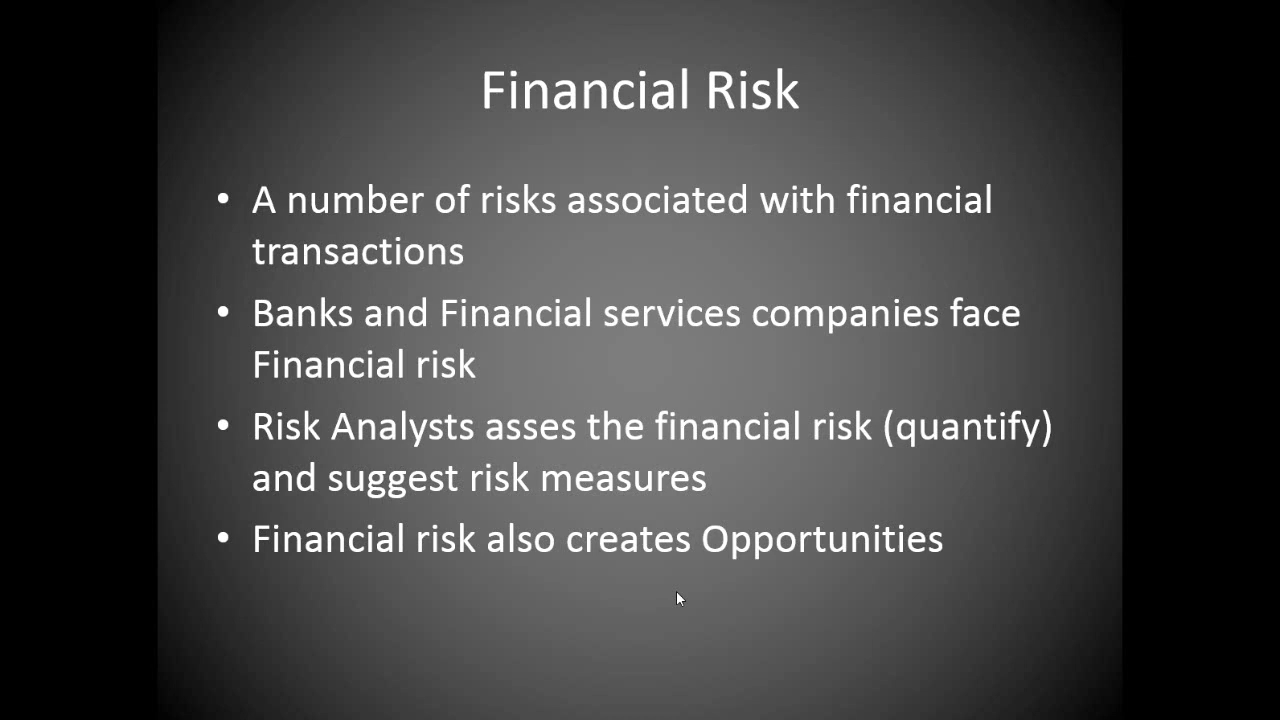 Financial Risk
• A number of risks associated with financial
transactions
• Banks and Financial services companies face
Financial risk
• Risk Analysts asses the financial risk (quantify)
and suggest risk measures
• Financial risk also creates Opportunities